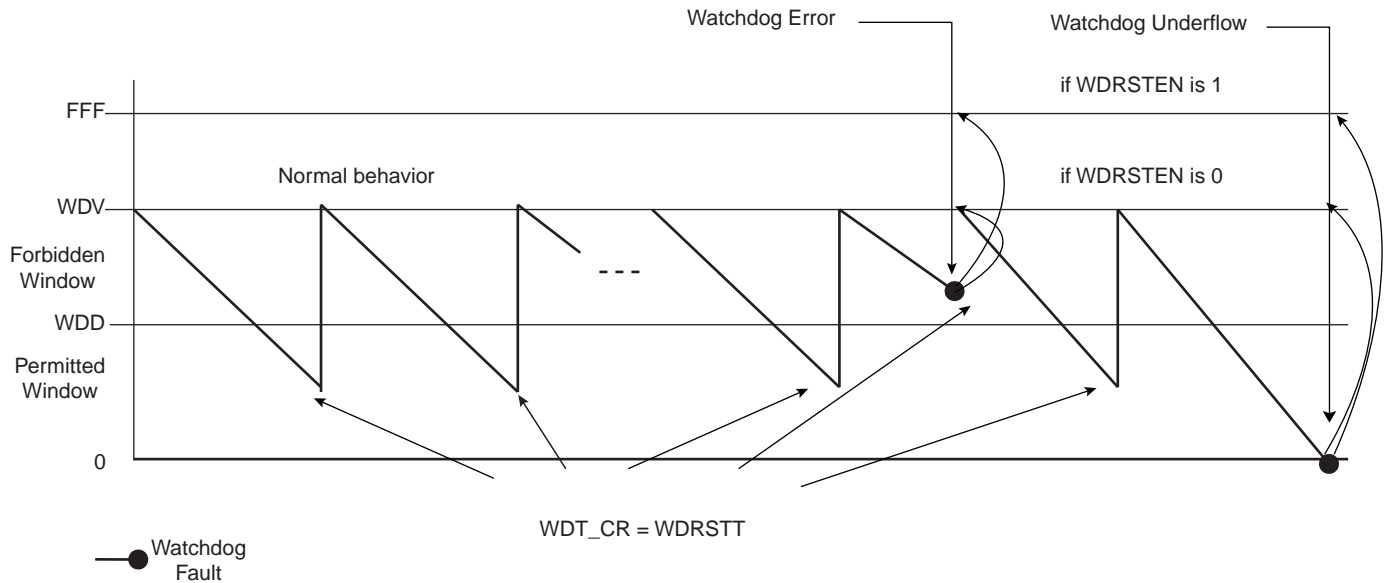 Watchdog Error
Watchdog Underflow
if WDRSTEN is 1
FFF
Normal behavior
if WDRSTEN is 0
WDV
Forbidden
Window
WDD
Permitted
Window
0
WDT_CR = WDRSTT
Watchdog
Fault